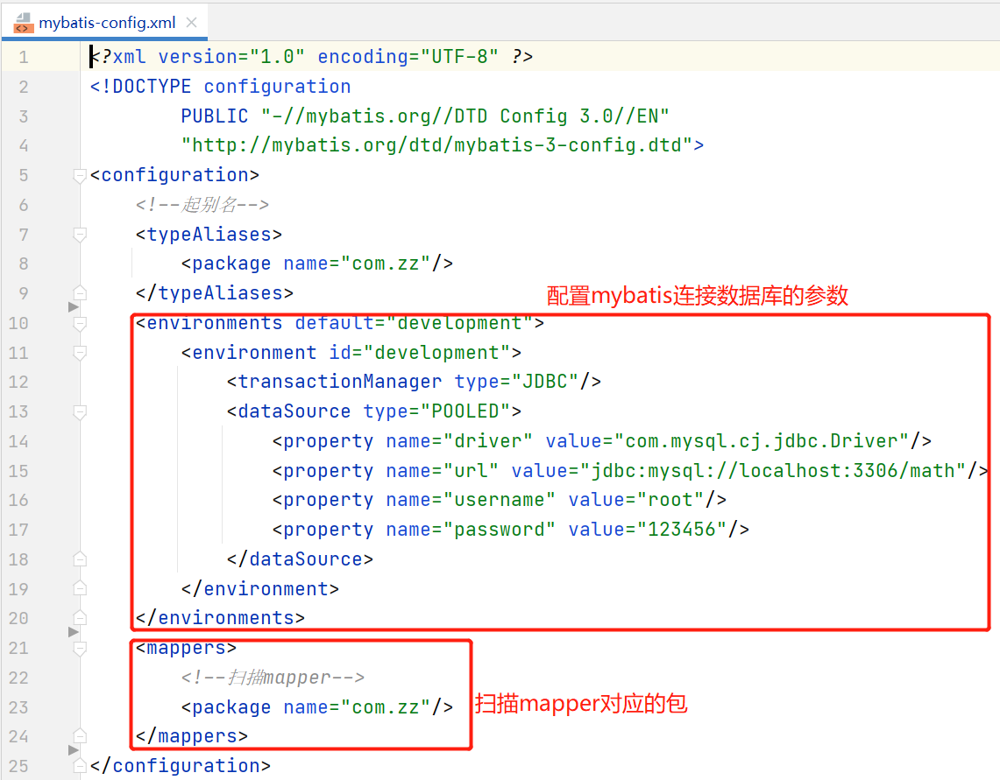 mybatis-config.xml
1 <?xml version="1.0" encoding="UTF-8" ?>
2 <!DOCTYPE configuration
3 PUBLIC "-//mybatis.org//DTD Config 3.0//EN"
4 "http://mybatis.org/dtd/mybatis-3-config.dtd">
5 <configuration>
6 <!--起别名-->
7 <typeAliases>
8 <package name="com.zz"/>
9 </typeAliases>
配置mybatis连接数据库的参数
10 <environments default="development">
11 <environment id="development">
12 <transactionManager type="JDBC"/>
13 <dataSource type="POOLED">
14 <property name="driver" value="com.mysql.cj.jdbc.Driver"/>
15 <property name="url" value="jdbc:mysql://localhost:3306/math"/>
16 <property name="username" value="root"/>
17 <property name="password" value="123456"/>
18 </dataSource>
19 </environment>
20 </environments>
21 <mappers>
22 <!--扫描mapper-->
23 <package name="com.zz"/> 扫描mapper对应的包
24 </mappers>
25 </configuration>